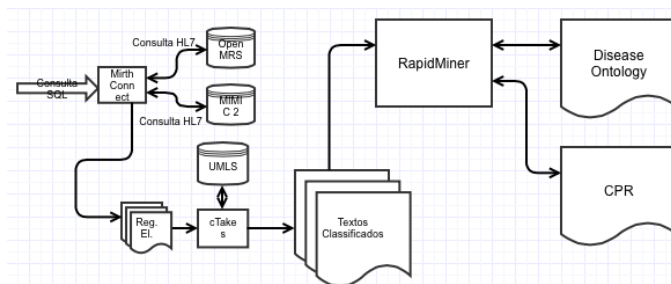 Consulta
SQL
Mirth
Conn
ect
Consulta HL7
Open
MRS
MIMI
C 2
Consulta HL7
UMLS
Reg.
El.
cTake
s
Textos
Classificados
RapidMiner
Disease
Ontology
CPR